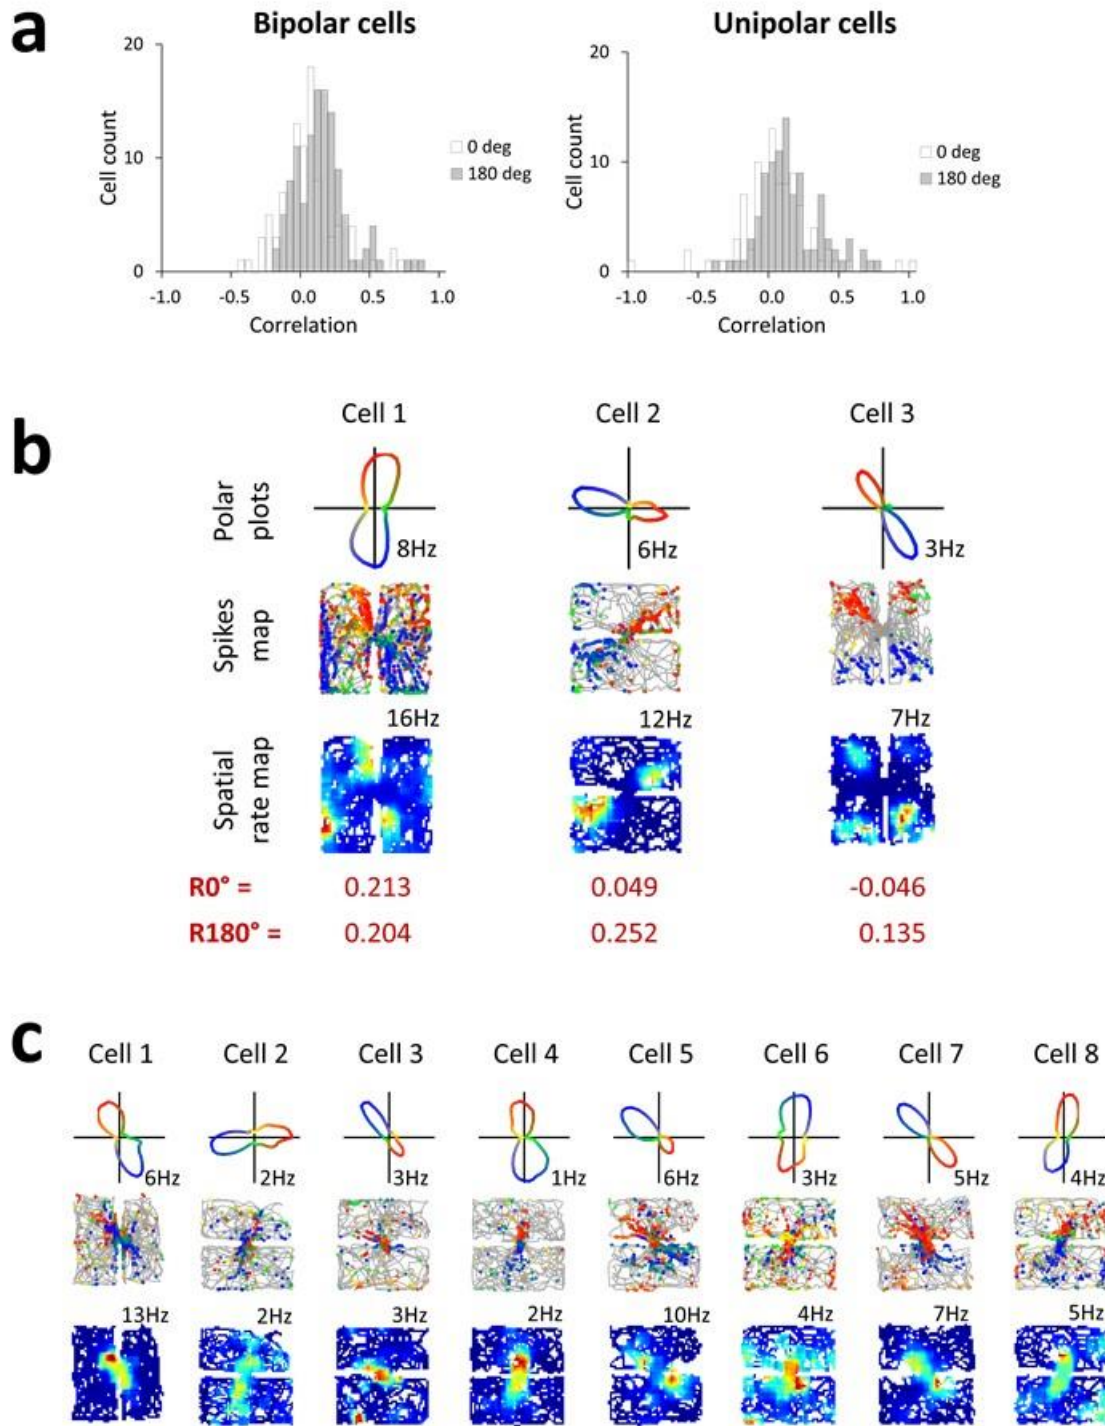 a
Bipolar cells Unipolar cells
20 20
Cell count Cell count
0 deg 0 deg
10 180 deg 10 180 deg
0 0
-1.0 -0.5 0.0 0.5 1.0 -1.0 -0.5 0.0 0.5 1.0
Correlation Correlation
b
Cell 1 Cell 2 Cell 3
Polar plots
8Hz 6Hz 3Hz
Spikes map
16Hz 12Hz 7Hz
Spatial rate map
R0° = 0.213 0.049 -0.046
R180° = 0.204 0.252 0.135
c
Cell 1 Cell 2 Cell 3 Cell 4 Cell 5 Cell 6 Cell 7 Cell 8
6Hz 2Hz 3Hz 1Hz 6Hz 3Hz 5Hz 4Hz
13Hz 2Hz 3Hz 2Hz 10Hz 4Hz 7Hz 5Hz